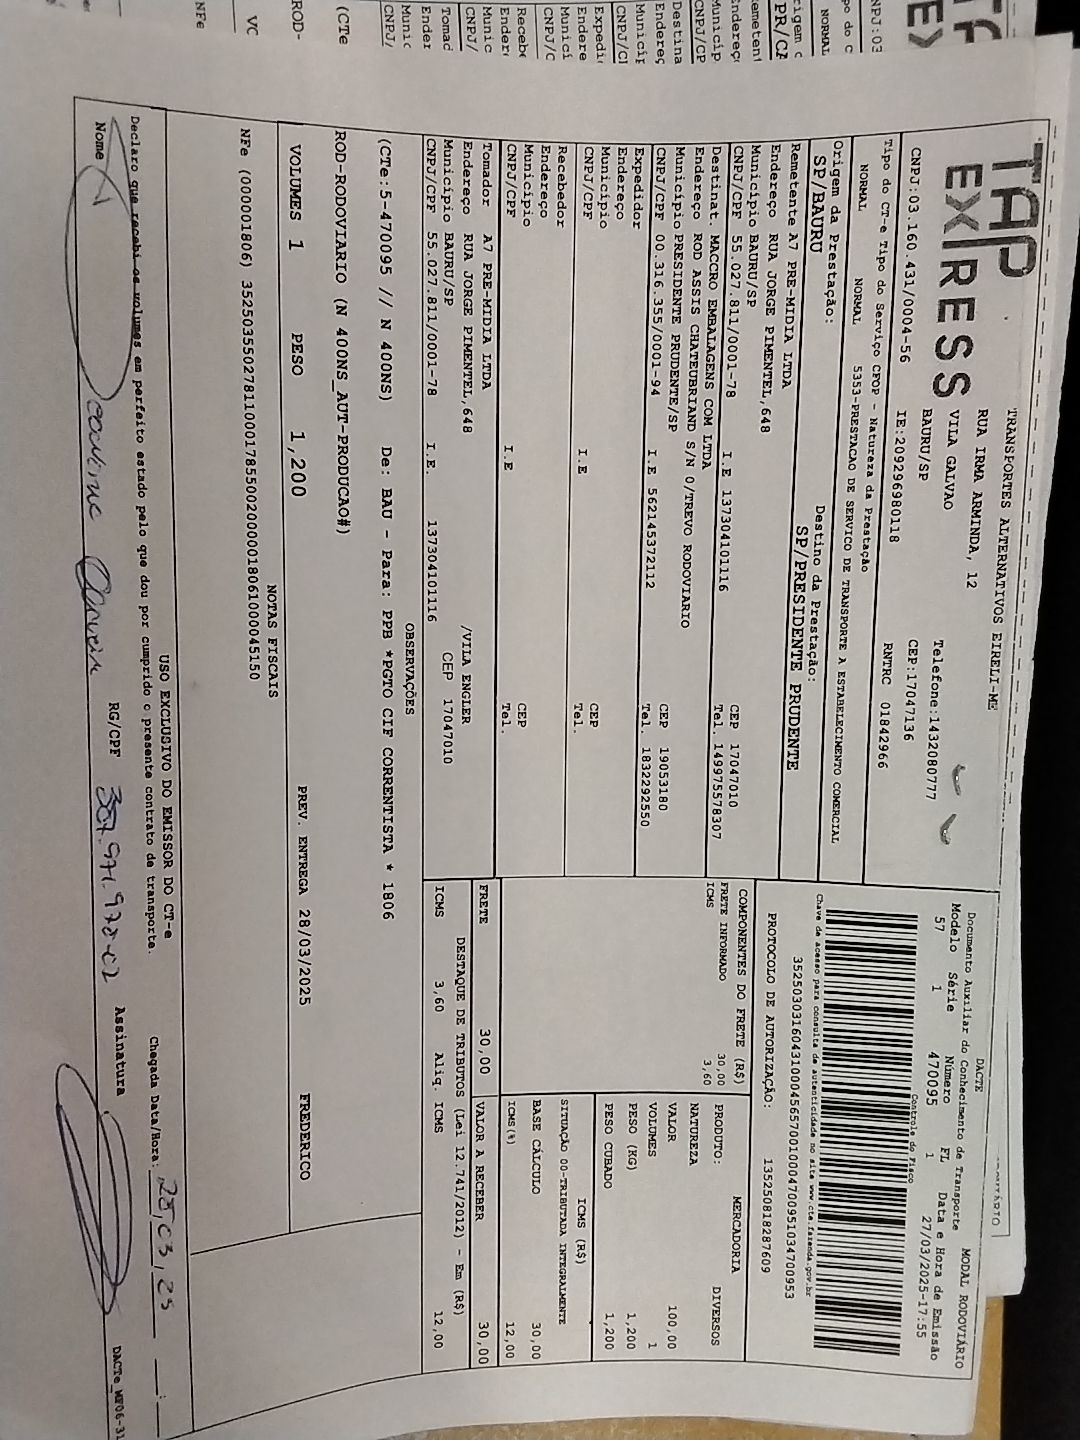 TAP
EXPRESS
TRANSPORTES ALTERNATIVOS EIRELI-ME
RUA IRMA ARMINDA, 12
VILA GALVAO
BAURU/SP
Telefone:1432080777
CNPJ:03.160.431/0004-56 IE:209296980118 CEP:17047136
RNTRC 01842966
DACTE MODAL RODOVIÁRIO
Documento Auxiliar do Conhecimento de Transporte
Modelo Série Número FL Data e Hora de Emissão
57 1 470095 1 27/03/2025-17:55
Controle do Fisco
Chave de acesso para consulta de autenticidade no site www.cte.fazenda.gov.br
35250303160431000456570010004700951034700953
PROTOCOLO DE AUTORIZAÇÃO: 135250818287609
Tipo do CT-e Tipo do Serviço CFOP - Natureza da Prestação
NORMAL NORMAL 5353-PRESTACAO DE SERVICO DE TRANSPORTE A ESTABELECIMENTO COMERCIAL
Origem da Prestação: Destino da Prestação:
SP/BAURU SP/PRESIDENTE PRUDENTE
Remetente A7 PRE-MIDIA LTDA
Endereço RUA JORGE PIMENTEL,648
Município BAURU/SP CEP 17047010
CNPJ/CPF 55.027.811/0001-78 I.E 137304101116 Tel. 14997557830​7
Destinat. MACCRO EMBALAGENS COM LTDA
Endereço ROD ASSIS CHATEUBRIAND S/N 0/TREVO RODOVIARIO
Município PRESIDENTE PRUDENTE/SP CEP 19053180
CNPJ/CPF 00.316.355/0001-94 I.E 562145372112 Tel. 1832292550
Expedidor
Endereço
Município CEP
CNPJ/CPF I.E Tel.
Recebedor
Endereço
Município CEP
CNPJ/CPF I.E Tel.
Tomador A7 PRE-MIDIA LTDA
Endereço RUA JORGE PIMENTEL,648 /VILA ENGLER
Município BAURU/SP CEP 17047010
CNPJ/CPF 55.027.811/0001-78 I.E. 137304101116
COMPONENTES DO FRETE (R$)
FRETE INFORMADO 30,00
ICMS 3,60
PRODUTO: MERCADORIA
NATUREZA DIVERSOS
VALOR 100,00
VOLUMES 1
PESO (KG) 1,200
PESO CUBADO 1,200
ICMS (R$)
SITUAÇÃO 00-TRIBUTADA INTEGRALMENTE
BASE CÁLCULO 30,00
ICMS(%) 12,00
FRETE 30,00 VALOR A RECEBER 30,00
DESTAQUE DE TRIBUTOS (Lei 12.741/2012) - Em (R$)
ICMS 3,60 Aliq. ICMS 12,00
OBSERVAÇÕES
(CTe:5-470095 // N 400NS) De: BAU - Para: PPB *PGTO CIF CORRENTISTA * 1806
ROD-RODOVIARIO (N 400NS_AUT-PRODUCAO#)
VOLUMES 1 PESO 1,200 PREV. ENTREGA 28/03/2025 FREDERICO
NOTAS FISCAIS
NFe (000001806) 35250355027811000178550020000018061000045150
USO EXCLUSIVO DO EMISSOR DO CT-e
Declaro que recebi os volumes em perfeito estado pelo que dou por cumprido o presente contrato de transporte. Chegada Data/Hora: 28,03,25 :
Nome RG/CPF Assinatura